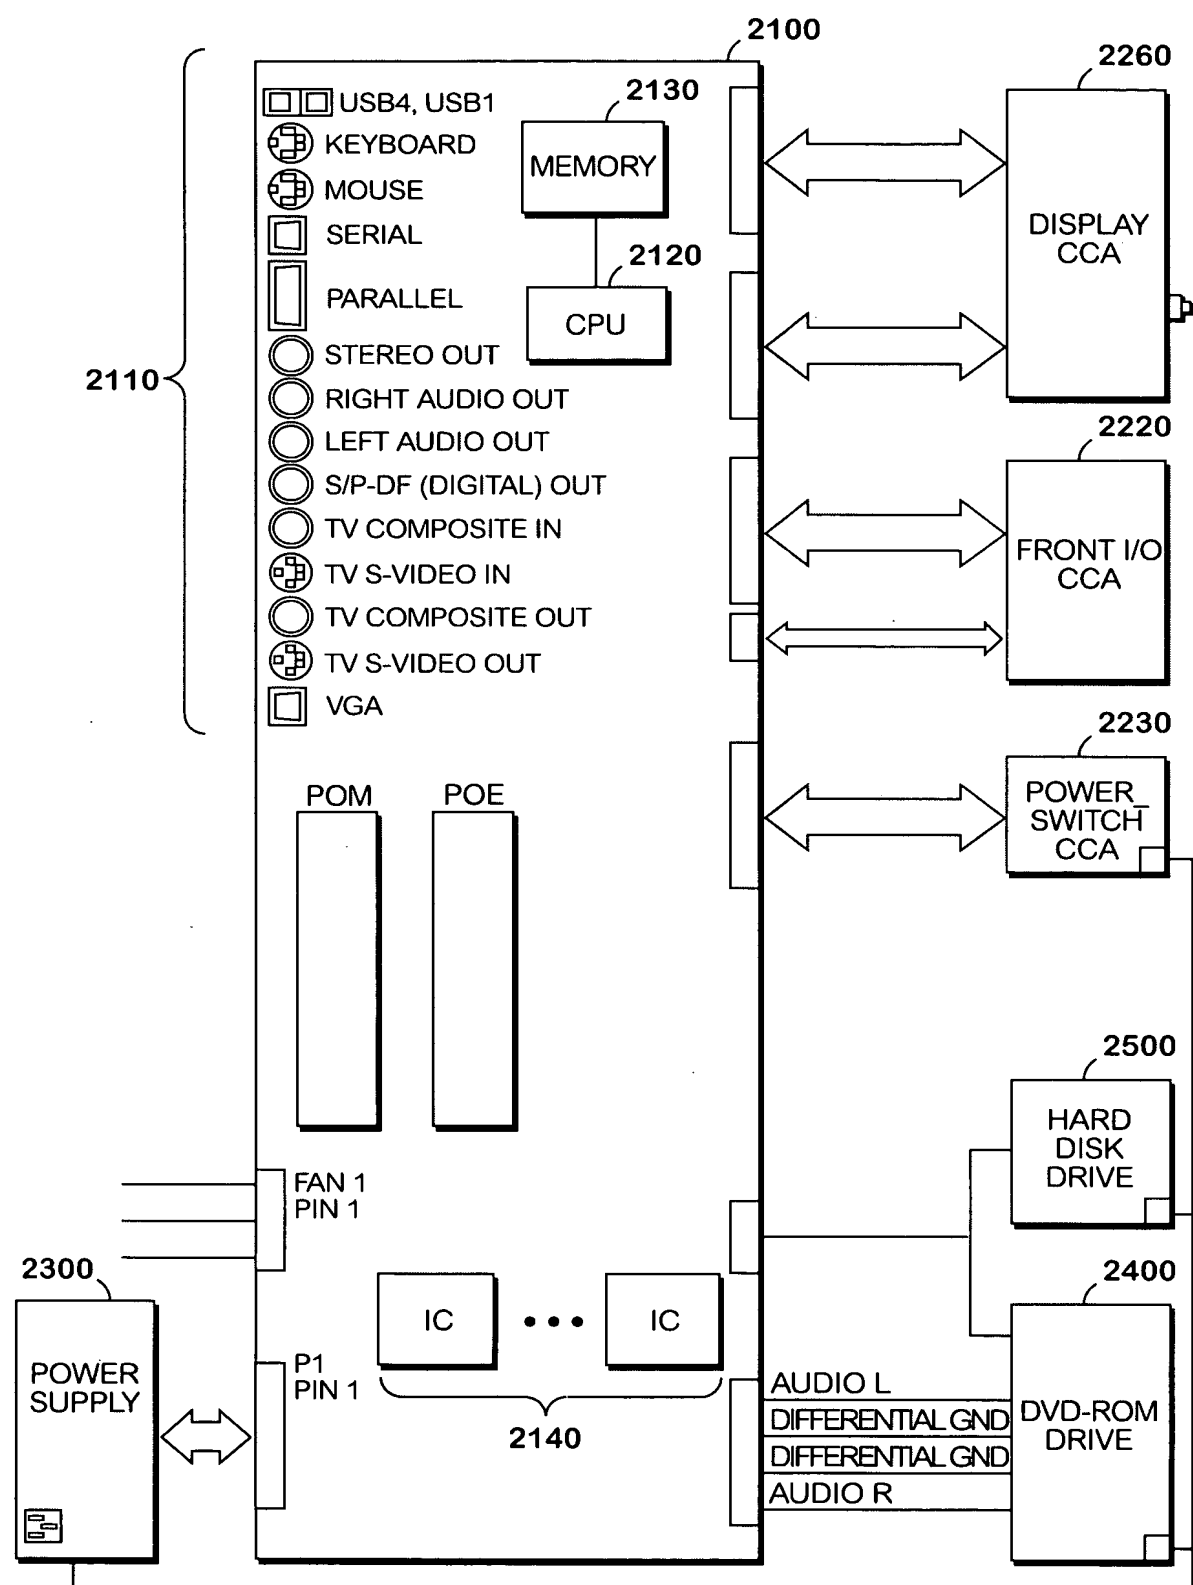 2100
2260
2130
USB4, USB1
KEYBOARD
MEMORY
MOUSE
SERIAL
DISPLAY
CCA
2120
PARALLEL
CPU
STEREO OUT
2110
RIGHT AUDIO OUT
2220
LEFT AUDIO OUT
S/P-DF (DIGITAL) OUT
TV COMPOSITE IN
FRONT I/O
CCA
TV S-VIDEO IN
TV COMPOSITE OUT
TV S-VIDEO OUT
VGA
2230
POM
POE
POWER_
SWITCH
CCA
2500
HARD
DISK
DRIVE
FAN 1
PIN 1
2300
2400
IC
IC
P1
PIN 1
POWER
SUPPLY
2140
AUDIO L
DIFFERENTIAL GND
DIFFERENTIAL GND
AUDIO R
DVD-ROM
DRIVE